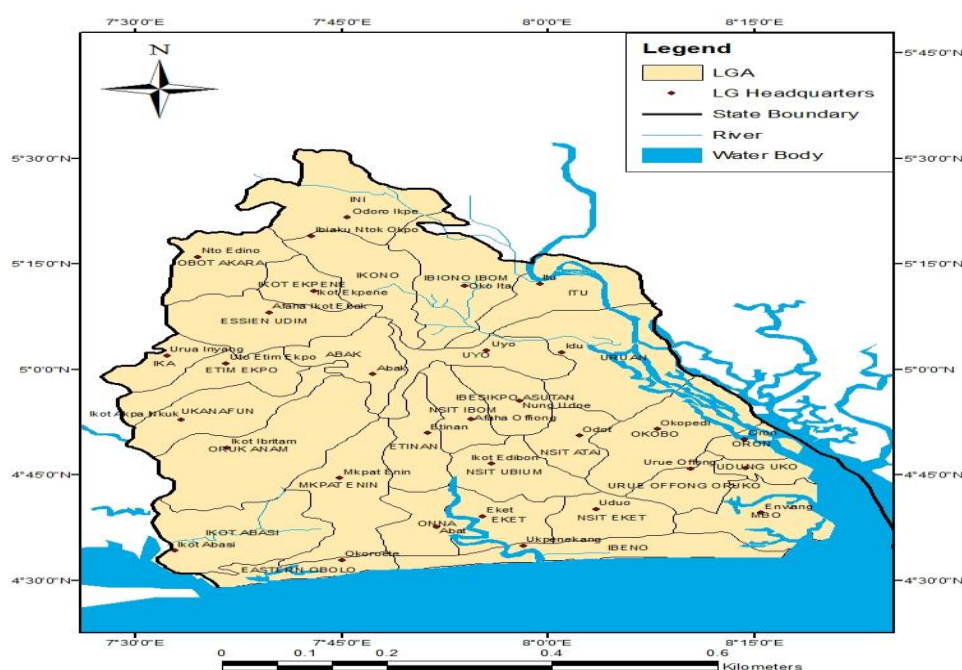 7°30'0"E 7°45'0"E 8°0'0"E 8°15'0"E
N
Legend
LGA
LG Headquarters
State Boundary
River
Water Body
5°45'0"N
5°30'0"N 5°30'0"N
INI
Odoro Ikpe
Ibiaku Ntok Okpo
Nto Edino
OBOT AKARA
5°15'0"N 5°15'0"N
IKONO
IBIONO IBOM
Oko Ita
Itu
ITU
IKOT EKPENE
Ikot Ekpene
Afaha Ikot Ebak
ESSIEN UDIM
Urua Inyang
IKA
Uto Etim Ekpo
ETIM EKPO
ABAK
Abak
Uyo
UYO
Idu
URUAN
5°0'0"N 5°0'0"N
IBESIKPO ASUTAN
Nung Udoe
NSIT IBOM
Afaha Offiong
Ikot Akpa Nkuk
UKANAFUN
Etinan
ETINAN
Odot
NSIT ATAI
Okopedi
OKOBO
Oron
ORON
Ikot Ibritam
ORUK ANAM
Ikot Edibon
NSIT UBIUM
Urue Offong
UDUNG UKO
4°45'0"N 4°45'0"N
Mkpat Enin
MKPAT ENIN
URUE OFFONG ORUKO
Uduo
NSIT EKET
Enwang
MBO
Eket
EKET
ONNA
Abat
IKOT ABASI
Ikot Abasi
Ukpenekang
IBENO
Okoroete
EASTERN OBOLO
4°30'0"N 4°30'0"N
7°30'0"E 7°45'0"E 8°0'0"E 8°15'0"E
0 0.1 0.2 0.4 0.6
Kilometers